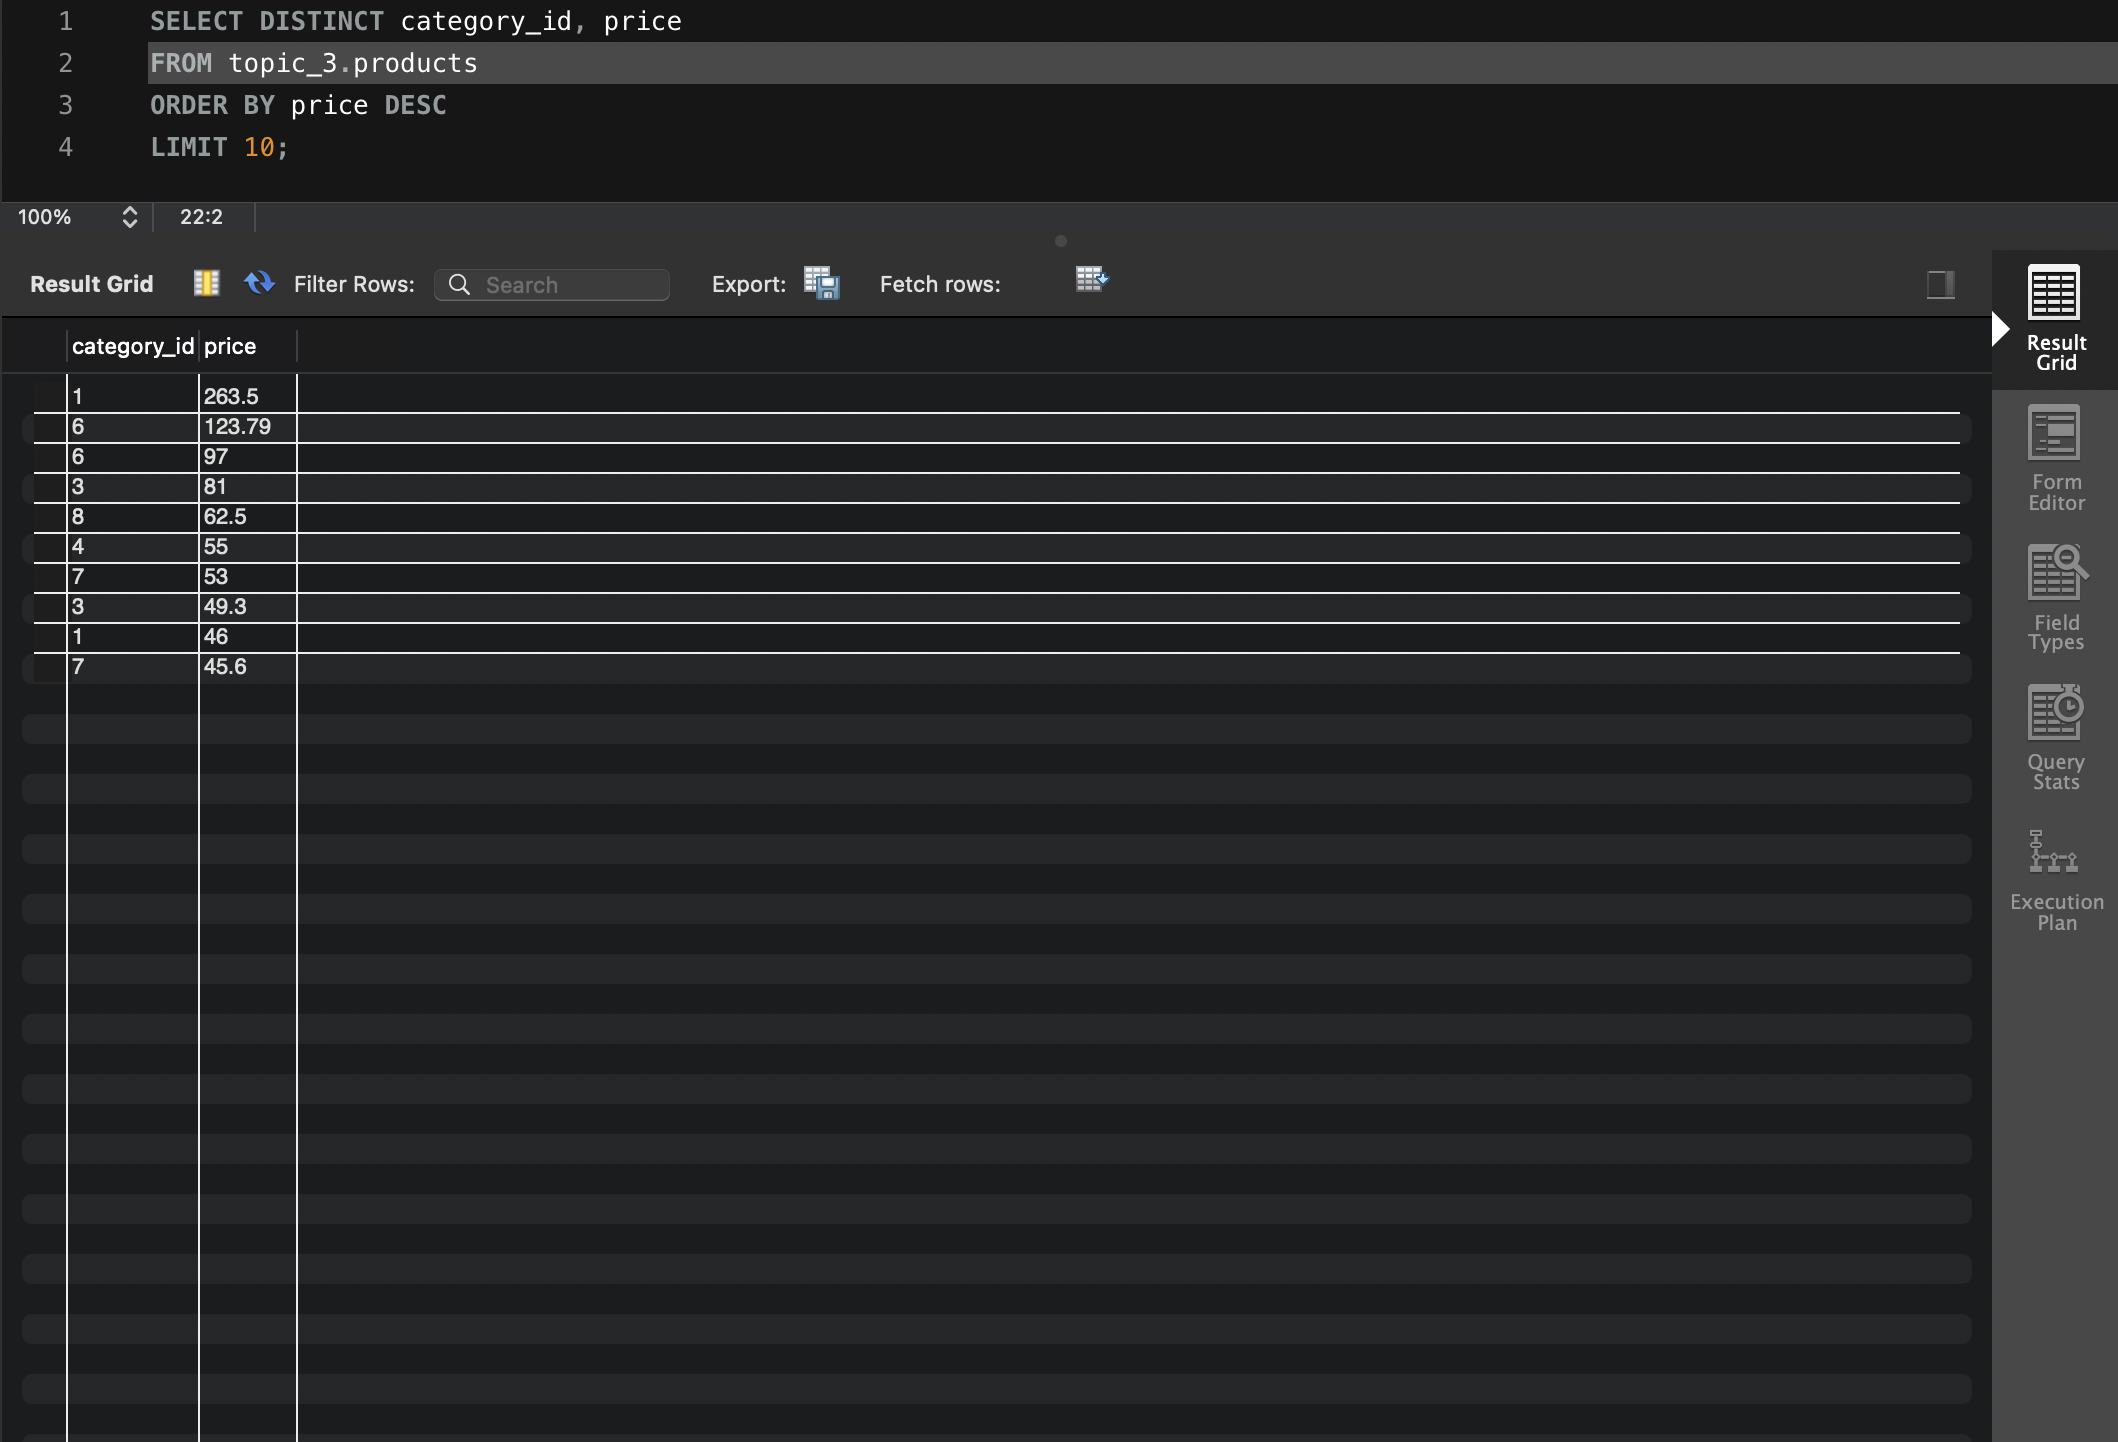 1 SELECT DISTINCT category_id, price
2 FROM topic_3.products
3 ORDER BY price DESC
4 LIMIT 10;
100% 22:2
Result Grid Filter Rows: Search Export: Fetch rows:
category_id price
1 263.5
6 123.79
6 97
3 81
8 62.5
4 55
7 53
3 49.3
1 46
7 45.6
Result
Grid
Form
Editor
Field
Types
Query
Stats
Execution
Plan